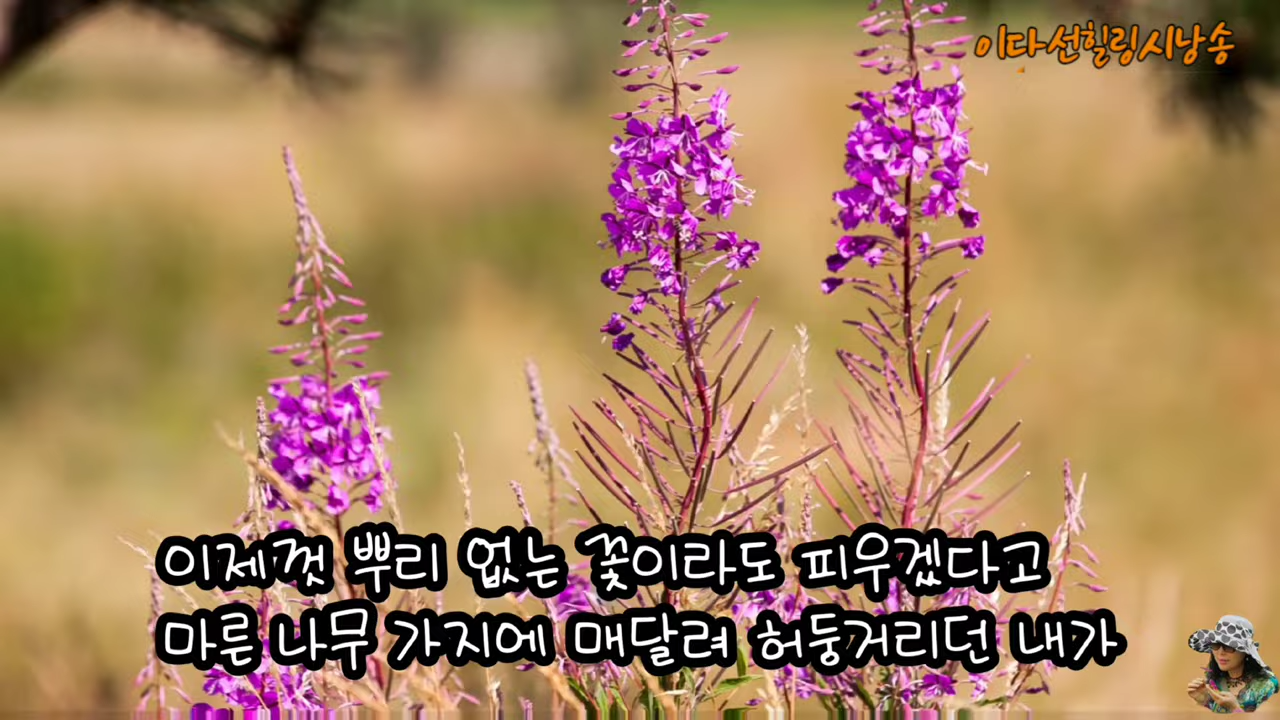 이다선힐링시낭송
이제껏 뿌리 없는 꽃이라도 피우겠다고
마른 나무 가지에 매달려 허둥거리던 내가